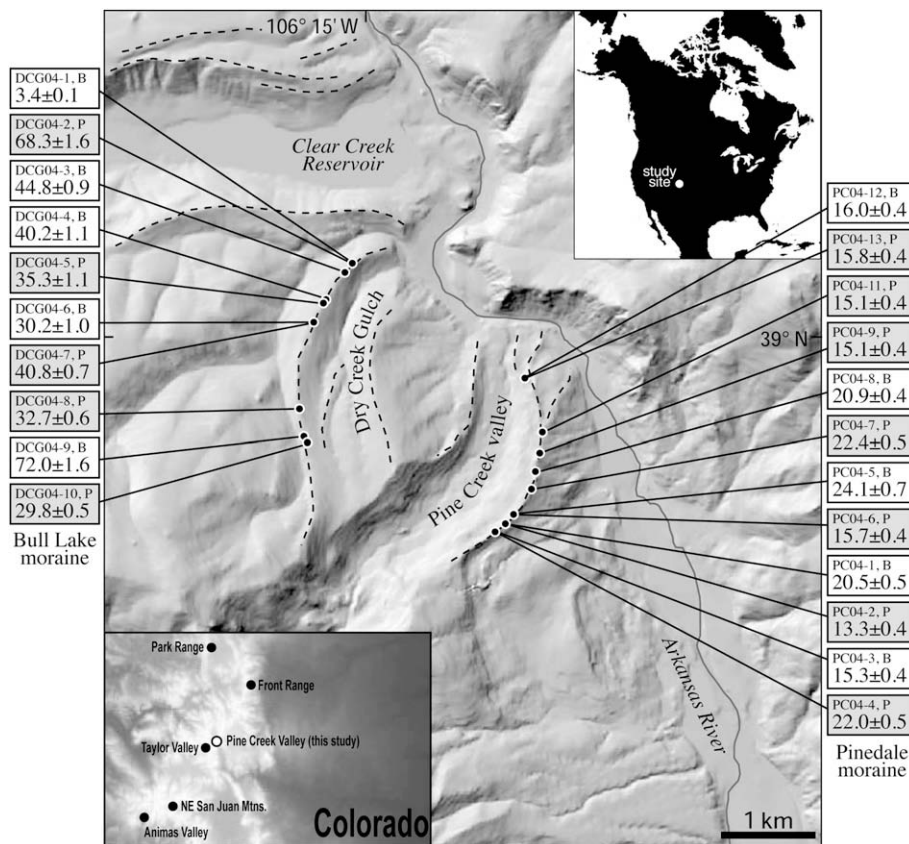 106° 15' W
DCG04-1, B
3.4±0.1
DCG04-2, P
68.3±1.6
DCG04-3, B
44.8±0.9
DCG04-4, B
40.2±1.1
DCG04-5, P
35.3±1.1
DCG04-6, B
30.2±1.0
DCG04-7, P
40.8±0.7
DCG04-8, P
32.7±0.6
DCG04-9, B
72.0±1.6
DCG04-10, P
29.8±0.5
Bull Lake
moraine
Clear Creek
Reservoir
Dry Creek Gulch
Pine Creek valley
Arkansas River
study
site
39° N
PC04-12, B
16.0±0.4
PC04-13, P
15.8±0.4
PC04-11, P
15.1±0.4
PC04-9, P
15.1±0.4
PC04-8, B
20.9±0.4
PC04-7, P
22.4±0.5
PC04-5, B
24.1±0.7
PC04-6, P
15.7±0.4
PC04-1, B
20.5±0.5
PC04-2, P
13.3±0.4
PC04-3, B
15.3±0.4
PC04-4, P
22.0±0.5
Pinedale
moraine
Park Range
Front Range
Pine Creek Valley (this study)
Taylor Valley
NE San Juan Mtns.
Animas Valley
Colorado
1 km